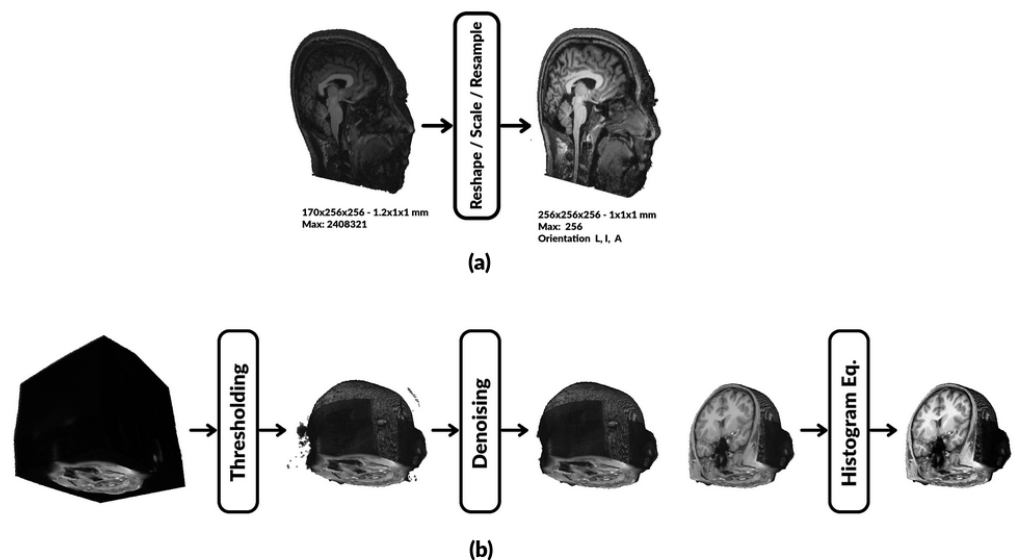 Reshape / Scale / Resample
170x256x256 - 1.2x1x1 mm
Max: 2408321
256x256x256 - 1x1x1 mm
Max: 256
Orientation L, I, A
(a)
Thresholding
Denoising
Histogram Eq.
(b)